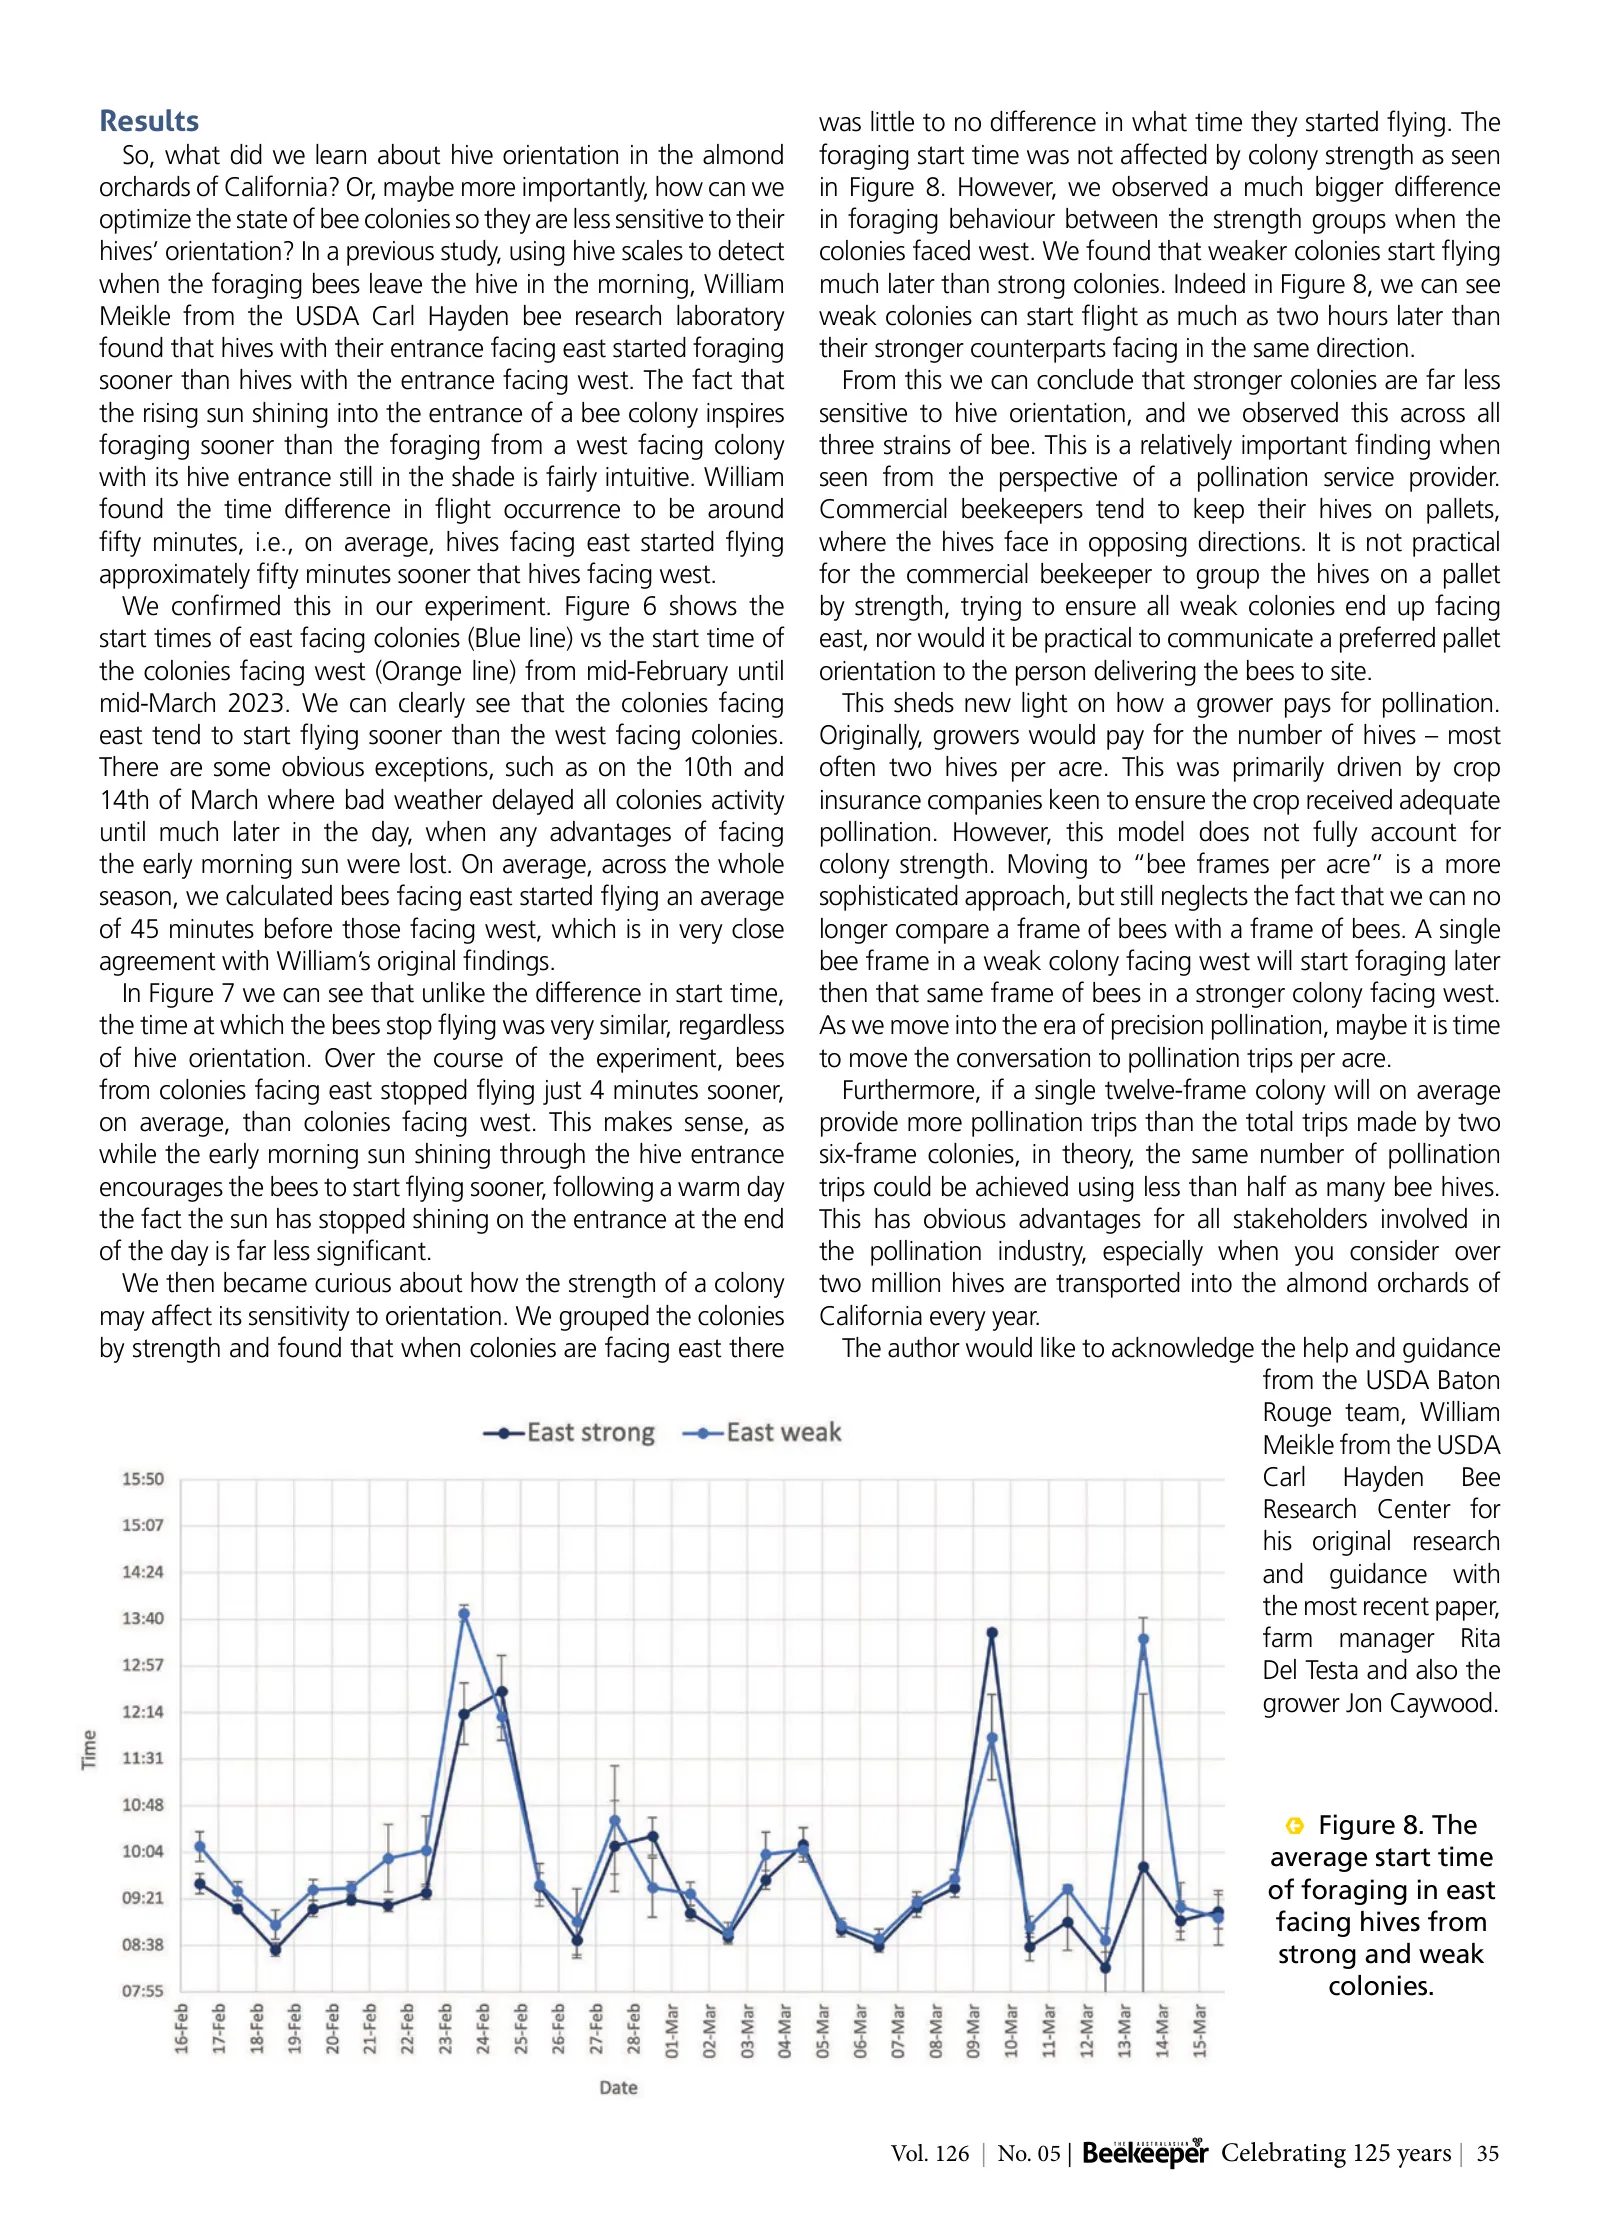 Results
So, what did we learn about hive orientation in the almond
orchards of California? Or, maybe more importantly, how can we
optimize the state of bee colonies so they are less sensitive to their
hives’ orientation? In a previous study, using hive scales to detect
when the foraging bees leave the hive in the morning, William
Meikle from the USDA Carl Hayden bee research laboratory
found that hives with their entrance facing east started foraging
sooner than hives with the entrance facing west. The fact that
the rising sun shining into the entrance of a bee colony inspires
foraging sooner than the foraging from a west facing colony
with its hive entrance still in the shade is fairly intuitive. William
found the time difference in flight occurrence to be around
fifty minutes, i.e., on average, hives facing east started flying
approximately fifty minutes sooner that hives facing west.
We confirmed this in our experiment. Figure 6 shows the
start times of east facing colonies (Blue line) vs the start time of
the colonies facing west (Orange line) from mid-February until
mid-March 2023. We can clearly see that the colonies facing
east tend to start flying sooner than the west facing colonies.
There are some obvious exceptions, such as on the 10th and
14th of March where bad weather delayed all colonies activity
until much later in the day, when any advantages of facing
the early morning sun were lost. On average, across the whole
season, we calculated bees facing east started flying an average
of 45 minutes before those facing west, which is in very close
agreement with William’s original findings.
In Figure 7 we can see that unlike the difference in start time,
the time at which the bees stop flying was very similar, regardless
of hive orientation. Over the course of the experiment, bees
from colonies facing east stopped flying just 4 minutes sooner,
on average, than colonies facing west. This makes sense, as
while the early morning sun shining through the hive entrance
encourages the bees to start flying sooner, following a warm day
the fact the sun has stopped shining on the entrance at the end
of the day is far less significant.
We then became curious about how the strength of a colony
may affect its sensitivity to orientation. We grouped the colonies
by strength and found that when colonies are facing east there
was little to no difference in what time they started flying. The
foraging start time was not affected by colony strength as seen
in Figure 8. However, we observed a much bigger difference
in foraging behaviour between the strength groups when the
colonies faced west. We found that weaker colonies start flying
much later than strong colonies. Indeed in Figure 8, we can see
weak colonies can start flight as much as two hours later than
their stronger counterparts facing in the same direction.
From this we can conclude that stronger colonies are far less
sensitive to hive orientation, and we observed this across all
three strains of bee. This is a relatively important finding when
seen from the perspective of a pollination service provider.
Commercial beekeepers tend to keep their hives on pallets,
where the hives face in opposing directions. It is not practical
for the commercial beekeeper to group the hives on a pallet
by strength, trying to ensure all weak colonies end up facing
east, nor would it be practical to communicate a preferred pallet
orientation to the person delivering the bees to site.
This sheds new light on how a grower pays for pollination.
Originally, growers would pay for the number of hives – most
often two hives per acre. This was primarily driven by crop
insurance companies keen to ensure the crop received adequate
pollination. However, this model does not fully account for
colony strength. Moving to “bee frames per acre” is a more
sophisticated approach, but still neglects the fact that we can no
longer compare a frame of bees with a frame of bees. A single
bee frame in a weak colony facing west will start foraging later
then that same frame of bees in a stronger colony facing west.
As we move into the era of precision pollination, maybe it is time
to move the conversation to pollination trips per acre.
Furthermore, if a single twelve-frame colony will on average
provide more pollination trips than the total trips made by two
six-frame colonies, in theory, the same number of pollination
trips could be achieved using less than half as many bee hives.
This has obvious advantages for all stakeholders involved in
the pollination industry, especially when you consider over
two million hives are transported into the almond orchards of
California every year.
The author would like to acknowledge the help and guidance
from the USDA Baton
Rouge team, William
Meikle from the USDA
Carl Hayden Bee
Research Center for
his original research
and guidance with
the most recent paper,
farm manager Rita
Del Testa and also the
grower Jon Caywood.
East strong East weak
15:50
15:07
14:24
13:40
12:57
12:14
11:31
10:48
10:04
09:21
08:38
07:55
Time
16-Feb
17-Feb
18-Feb
19-Feb
20-Feb
21-Feb
22-Feb
23-Feb
24-Feb
25-Feb
26-Feb
27-Feb
28-Feb
01-Mar
02-Mar
03-Mar
04-Mar
05-Mar
06-Mar
07-Mar
08-Mar
09-Mar
10-Mar
11-Mar
12-Mar
13-Mar
14-Mar
15-Mar
Date
Figure 8. The
average start time
of foraging in east
facing hives from
strong and weak
colonies.
Vol. 126 | No. 05 | THE AUSTRALASIAN Beekeeper Celebrating 125 years | 35